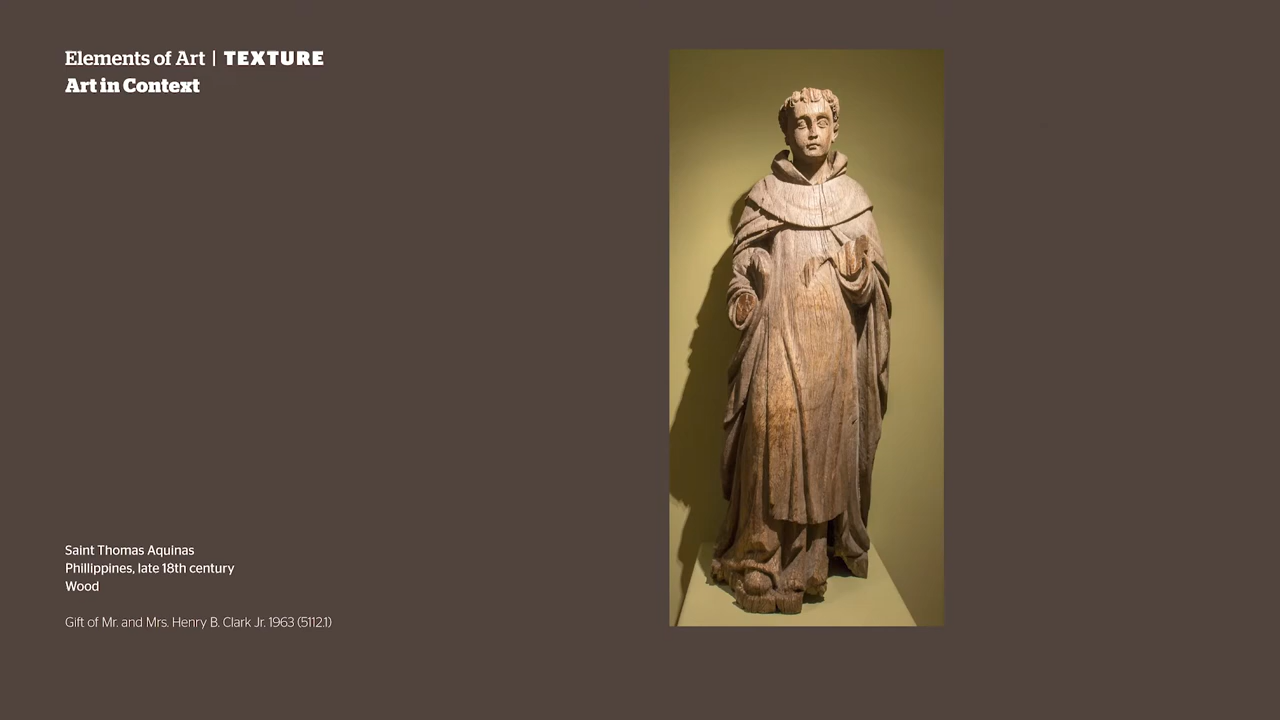 Elements of Art | TEXTURE
Art in Context
Saint Thomas Aquinas
Phillippines, late 18th century
Wood
Gift of Mr. and Mrs. Henry B. Clark Jr. 1963 (5112.1)